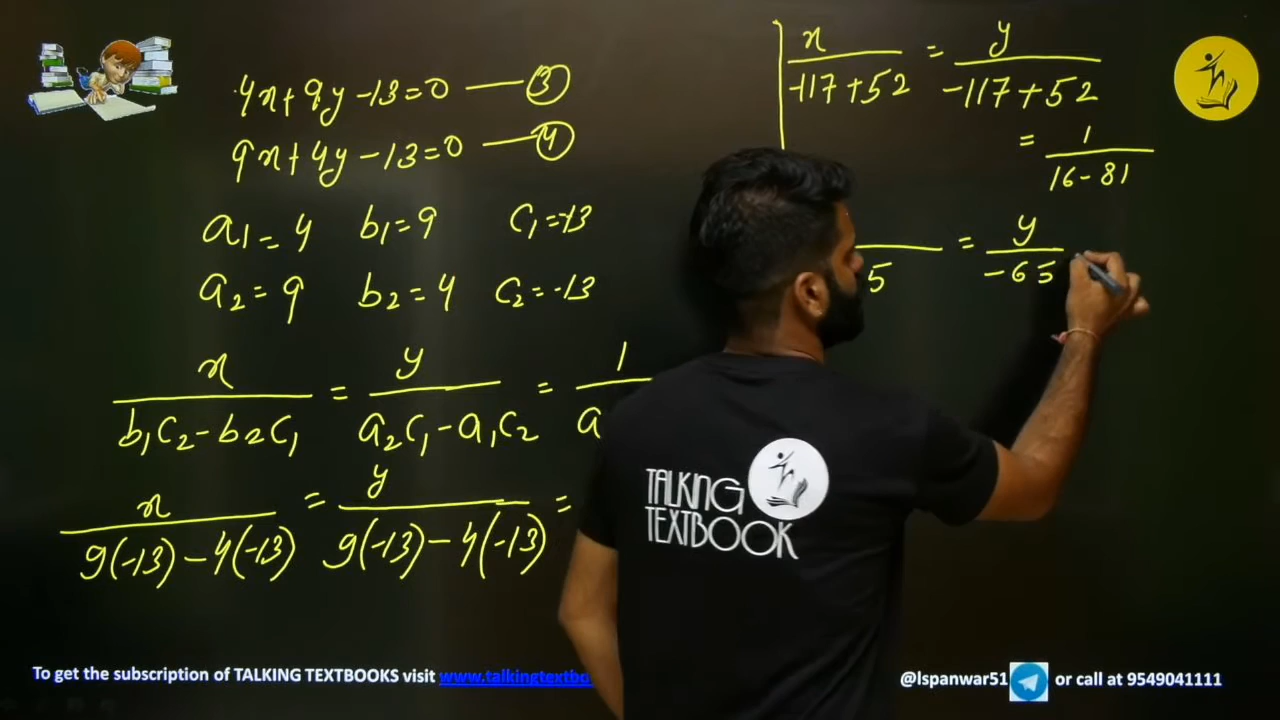 4x+9y-13=0 — ③
9x+4y-13=0 — ④
a₁=4 b₁=9 c₁=-13
a₂=9 b₂=4 c₂=-13
x/(b₁c₂-b₂c₁) = y/(a₂c₁-a₁c₂) = 1/a
x/(9(-13)-4(-13)) = y/(9(-13)-4(-13)) =
x/(-117+52) = y/(-117+52)
= 1/(16-81)
5 = y/(-65)
TALKING
TEXTBOOK
To get the subscription of TALKING TEXTBOOKS visit www.talkingtextbo
@lspanwar51 or call at 9549041111